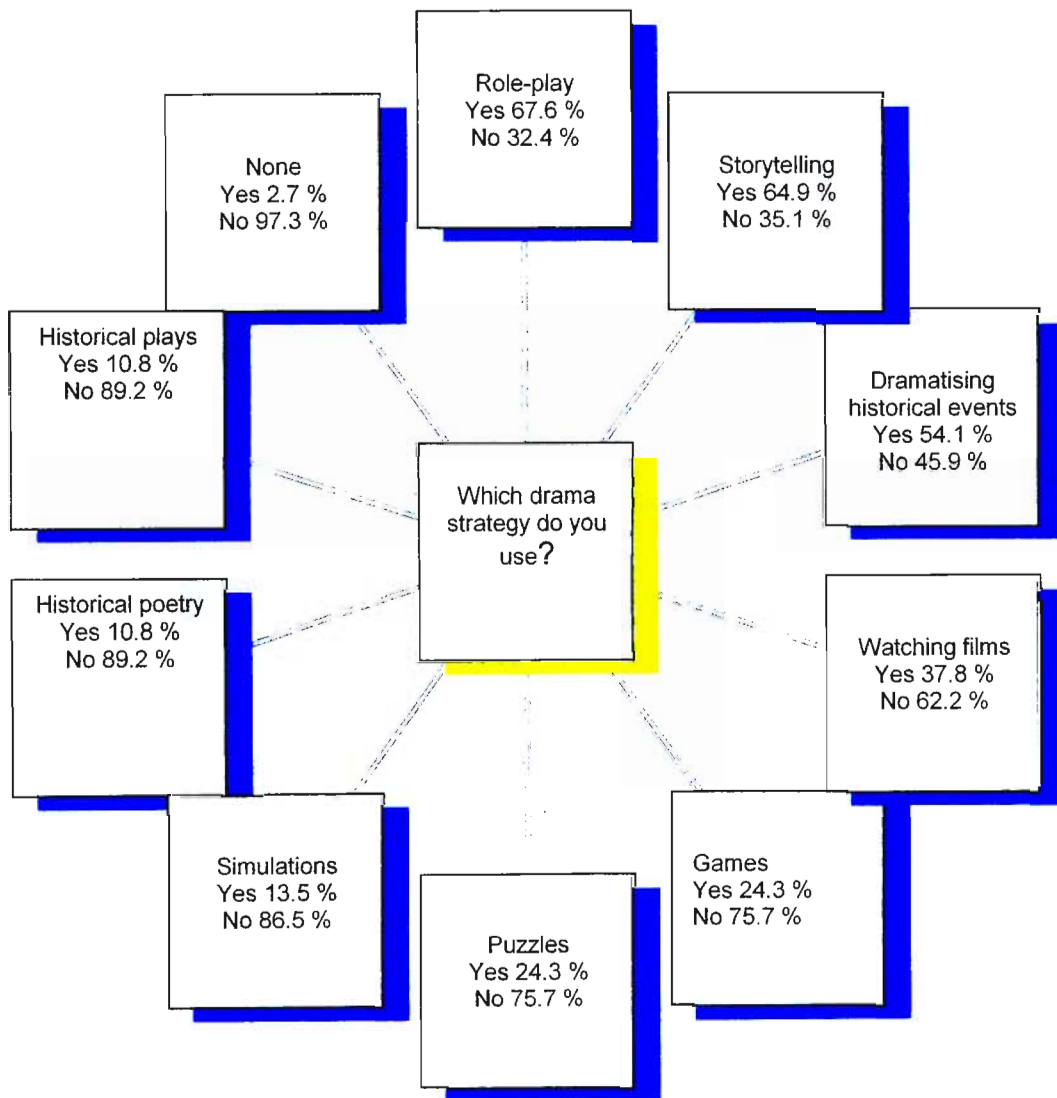 Role-play
Yes 67.6 %
No 32.4 %
Storytelling
Yes 64.9 %
No 35.1 %
Dramatising
historical events
Yes 54.1 %
No 45.9 %
Watching films
Yes 37.8 %
No 62.2 %
Games
Yes 24.3 %
No 75.7 %
Puzzles
Yes 24.3 %
No 75.7 %
Simulations
Yes 13.5 %
No 86.5 %
Historical poetry
Yes 10.8 %
No 89.2 %
Historical plays
Yes 10.8 %
No 89.2 %
None
Yes 2.7 %
No 97.3 %
Which drama
strategy do you
use?